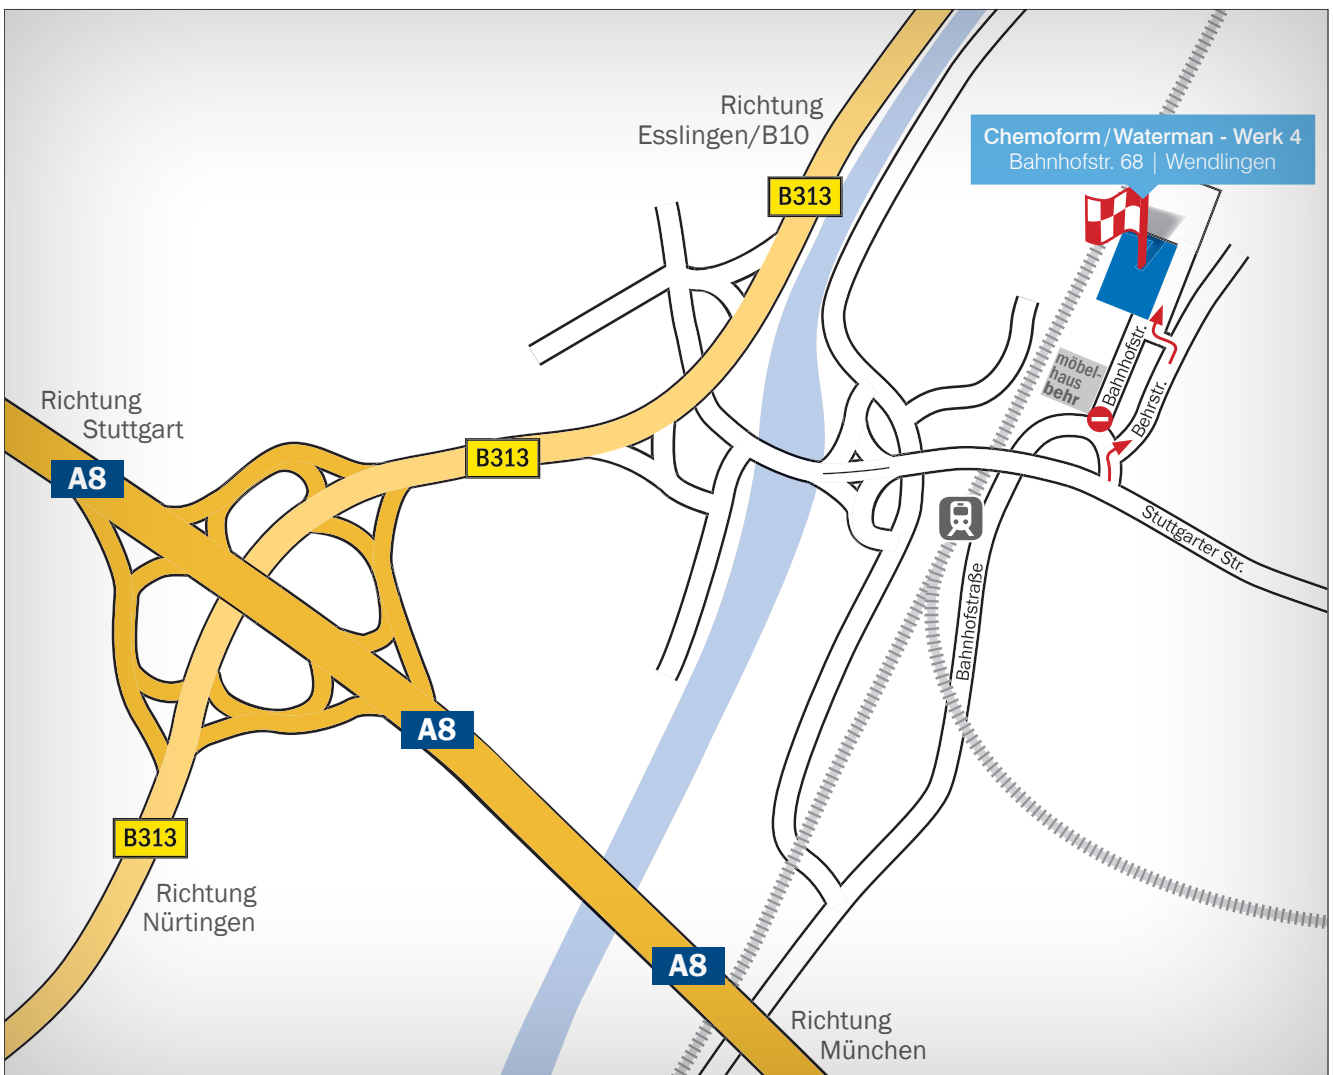 Richtung
Esslingen/B10
Chemoform/Waterman - Werk 4
Bahnhofstr. 68 | Wendlingen
B313
möbel-
haus
behr
Bahnhofstr.
Behrstr.
Richtung
Stuttgart
A8
B313
Stuttgarter Str.
Bahnhofstraße
A8
B313
Richtung
Nürtingen
A8
Richtung
München